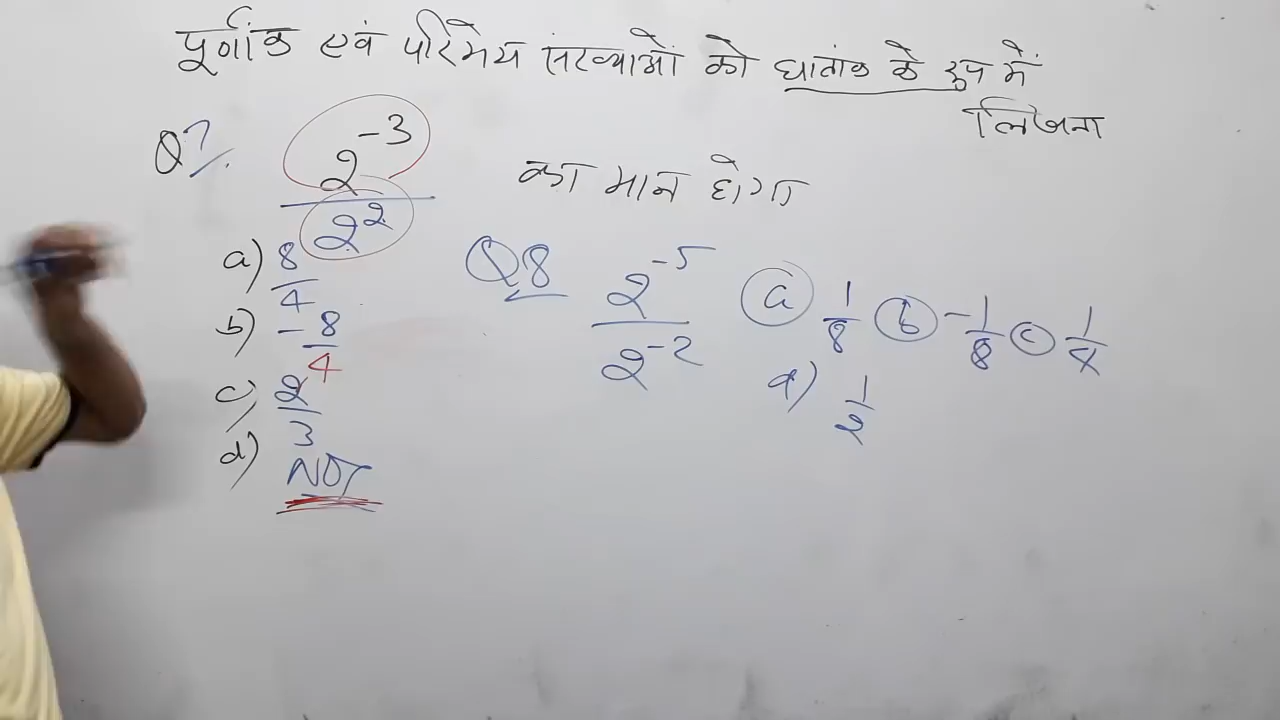 पूर्णांक एवं परिमेय संख्याओं को घातांक के रूप में
लिखना
Q7. 2^-3 / 2^2 का मान होगा
a) 8/4
b) -8/4
c) 2/3
d) NOT
Q8 2^-5 / 2^-2 (a) 1/8 (b) -1/8 (c) 1/4
d) 1/2